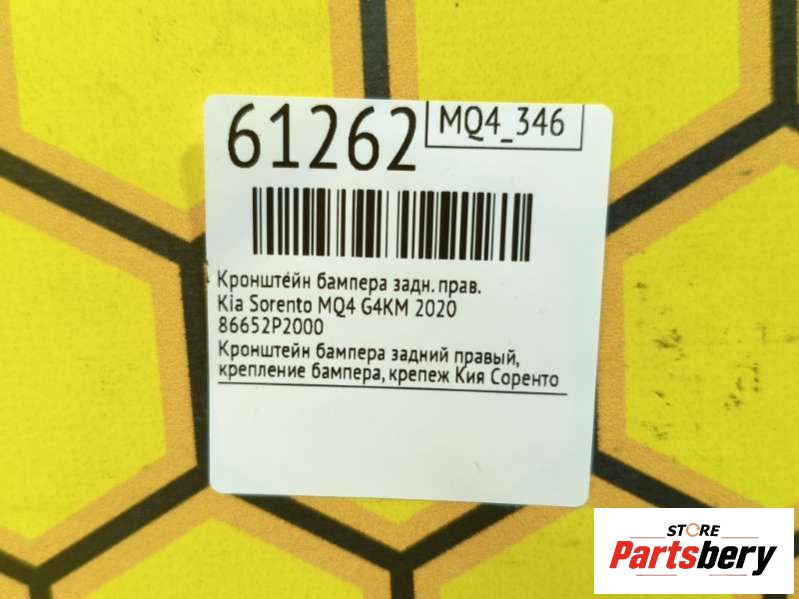 61262
MQ4_346
Кронштейн бампера задн. прав.
Kia Sorento MQ4 G4KM 2020
86652P2000
Кронштейн бампера задний правый,
крепление бампера, крепеж Кия Соренто
STORE
Partsbery